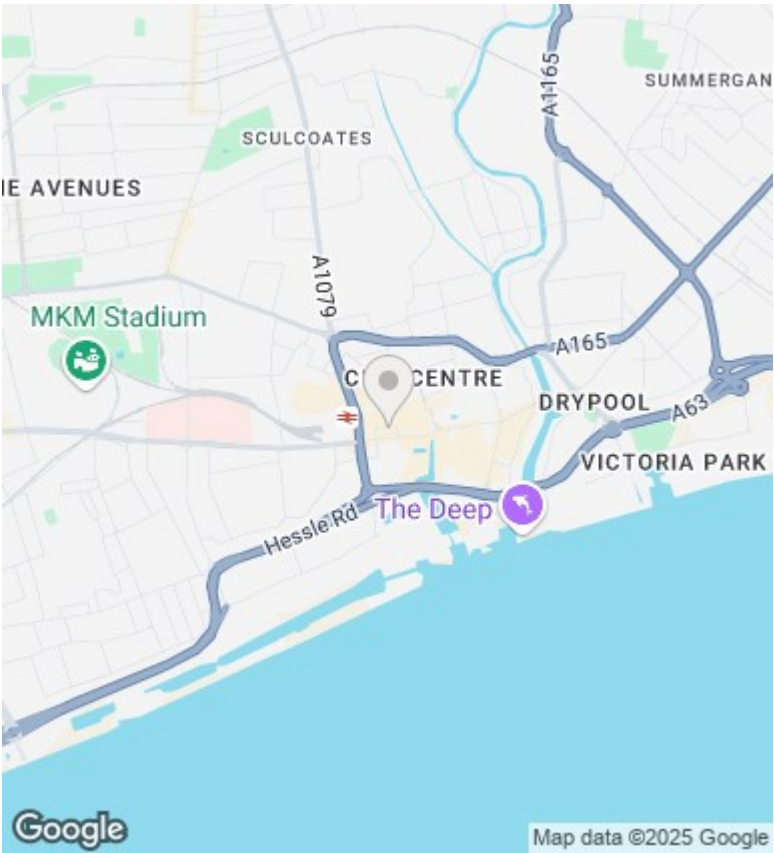 A1165
SUMMERGAN
SCULCOATES
IE AVENUES
A1079
MKM Stadium
A165
CENTRE
DRYPOOL
A63
VICTORIA PARK
The Deep
Hessle Rd
Google
Map data ©2025 Google